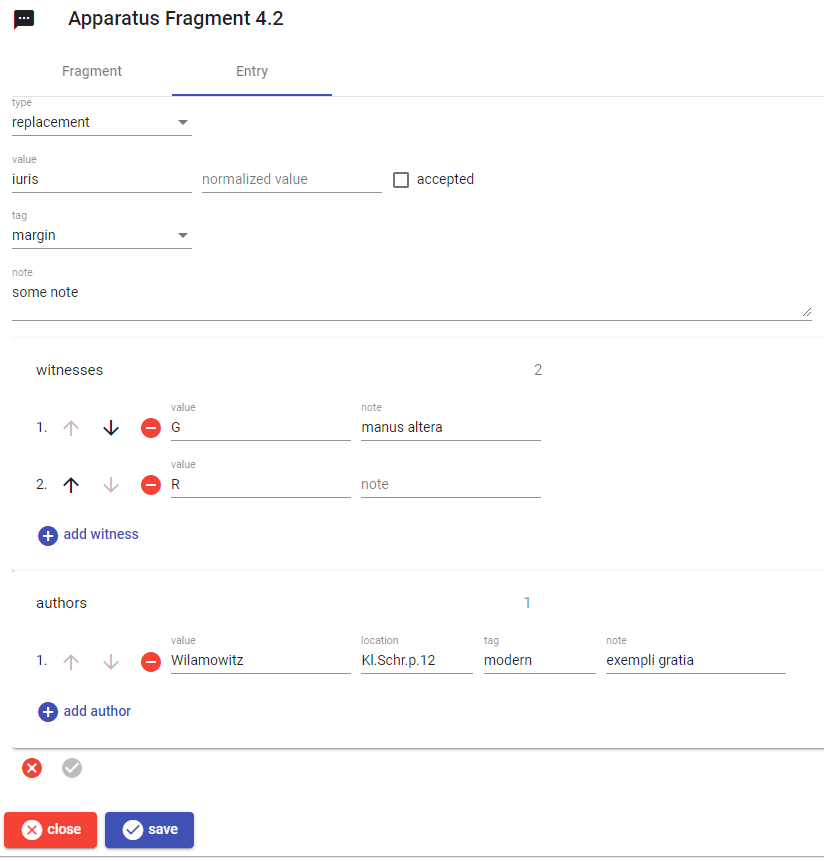 Apparatus Fragment 4.2
Fragment Entry
type
replacement
value
iuris normalized value accepted
tag
margin
note
some note
witnesses 2
value note
1. G manus altera
value
2. R note
add witness
authors 1
value location tag note
1. Wilamowitz Kl.Schr.p.12 modern exempli gratia
add author
close save